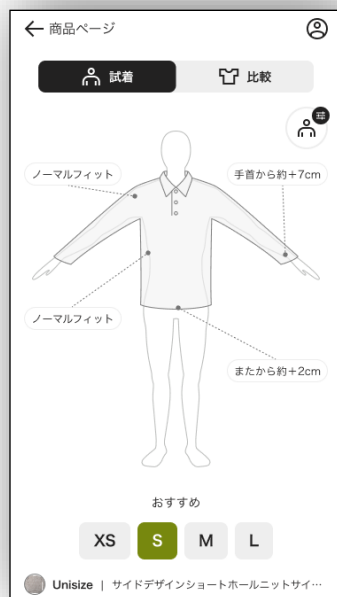 商品ページ
試着
比較
ノーマルフィット
手首から約＋7cm
ノーマルフィット
またから約＋2cm
おすすめ
XS S M L
Unisize | サイドデザインショートホールニットサイ…